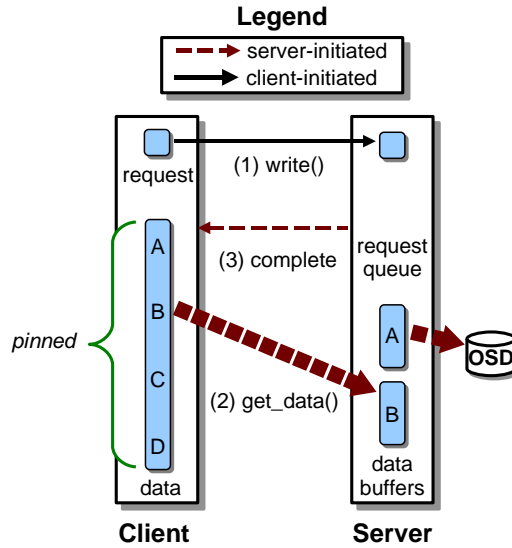 Legend
server-initiated
client-initiated
(1) write()
request
A
(3) complete
request
queue
B
pinned
A
OSD
C
(2) get_data()
B
D
data
data
buffers
Client
Server